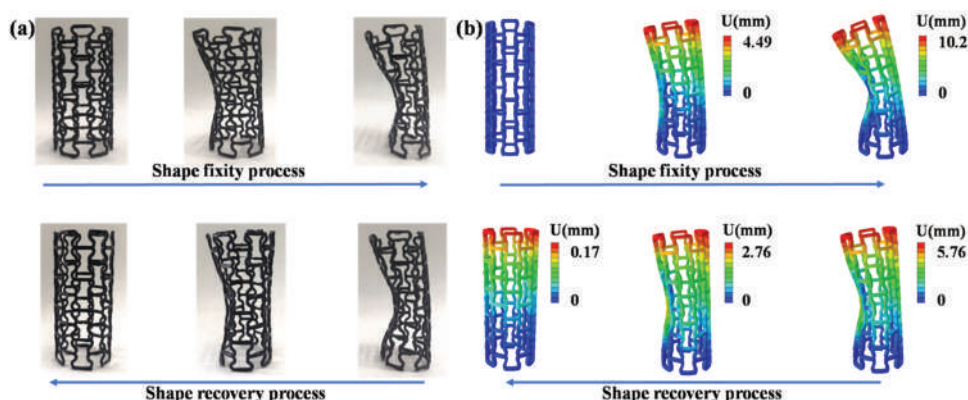 (a)
(b)
U(mm)
4.49
0
U(mm)
10.2
0
Shape fixity process
Shape fixity process
U(mm)
0.17
0
U(mm)
2.76
0
U(mm)
5.76
0
Shape recovery process
Shape recovery process